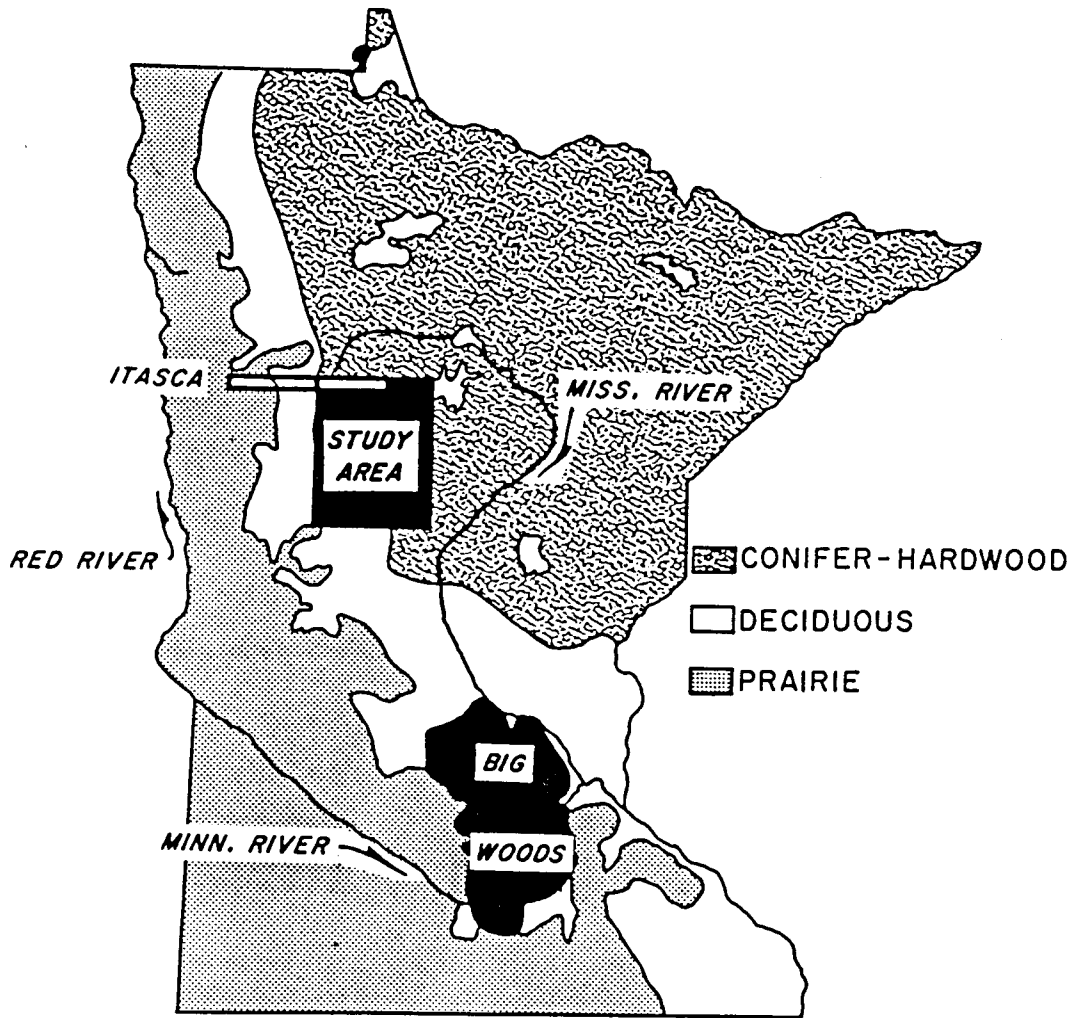 ITASCA
MISS. RIVER
STUDY
AREA
RED RIVER
CONIFER-HARDWOOD
DECIDUOUS
PRAIRIE
BIG
WOODS
MINN. RIVER